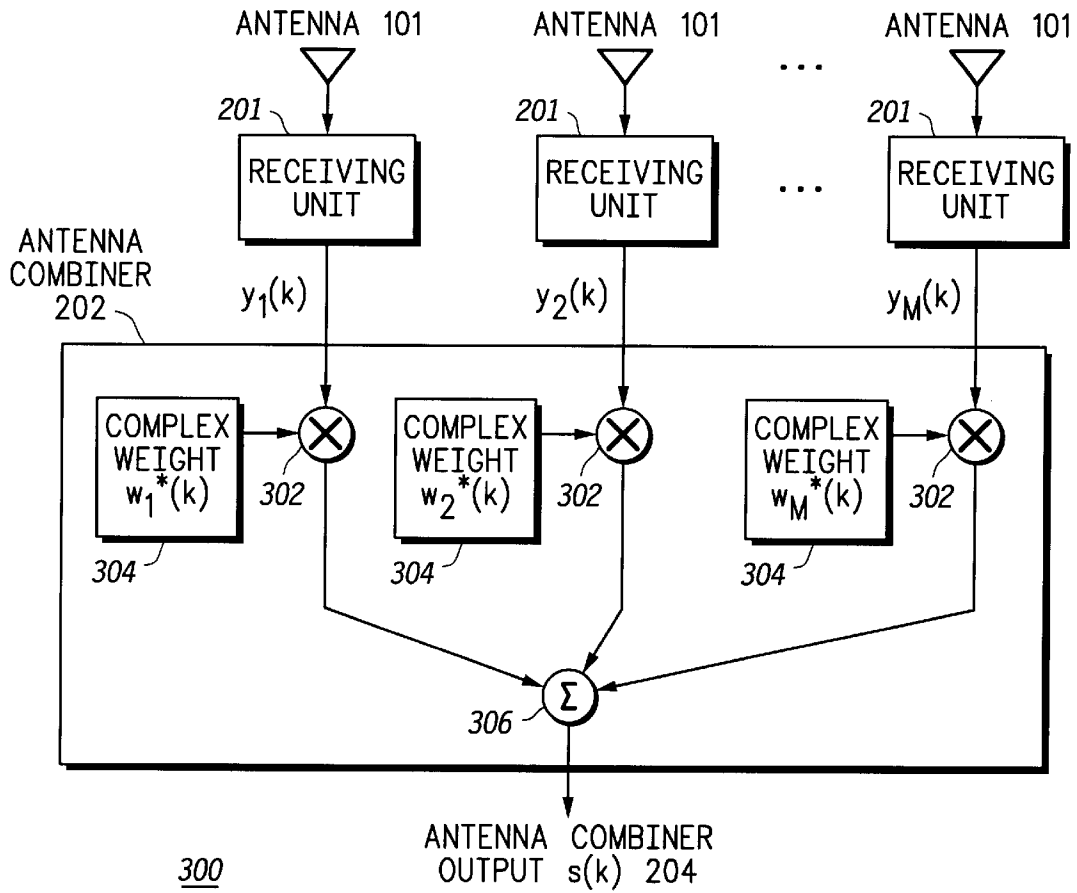 ANTENNA 101 ANTENNA 101 ANTENNA 101
...
201 201 201
RECEIVING UNIT
RECEIVING UNIT
...
RECEIVING UNIT
ANTENNA
COMBINER
202
y1(k) y2(k) yM(k)
COMPLEX
WEIGHT
w1*(k)
302
304
COMPLEX
WEIGHT
w2*(k)
302
304
COMPLEX
WEIGHT
wM*(k)
302
304
Σ
306
ANTENNA COMBINER
OUTPUT s(k) 204
300